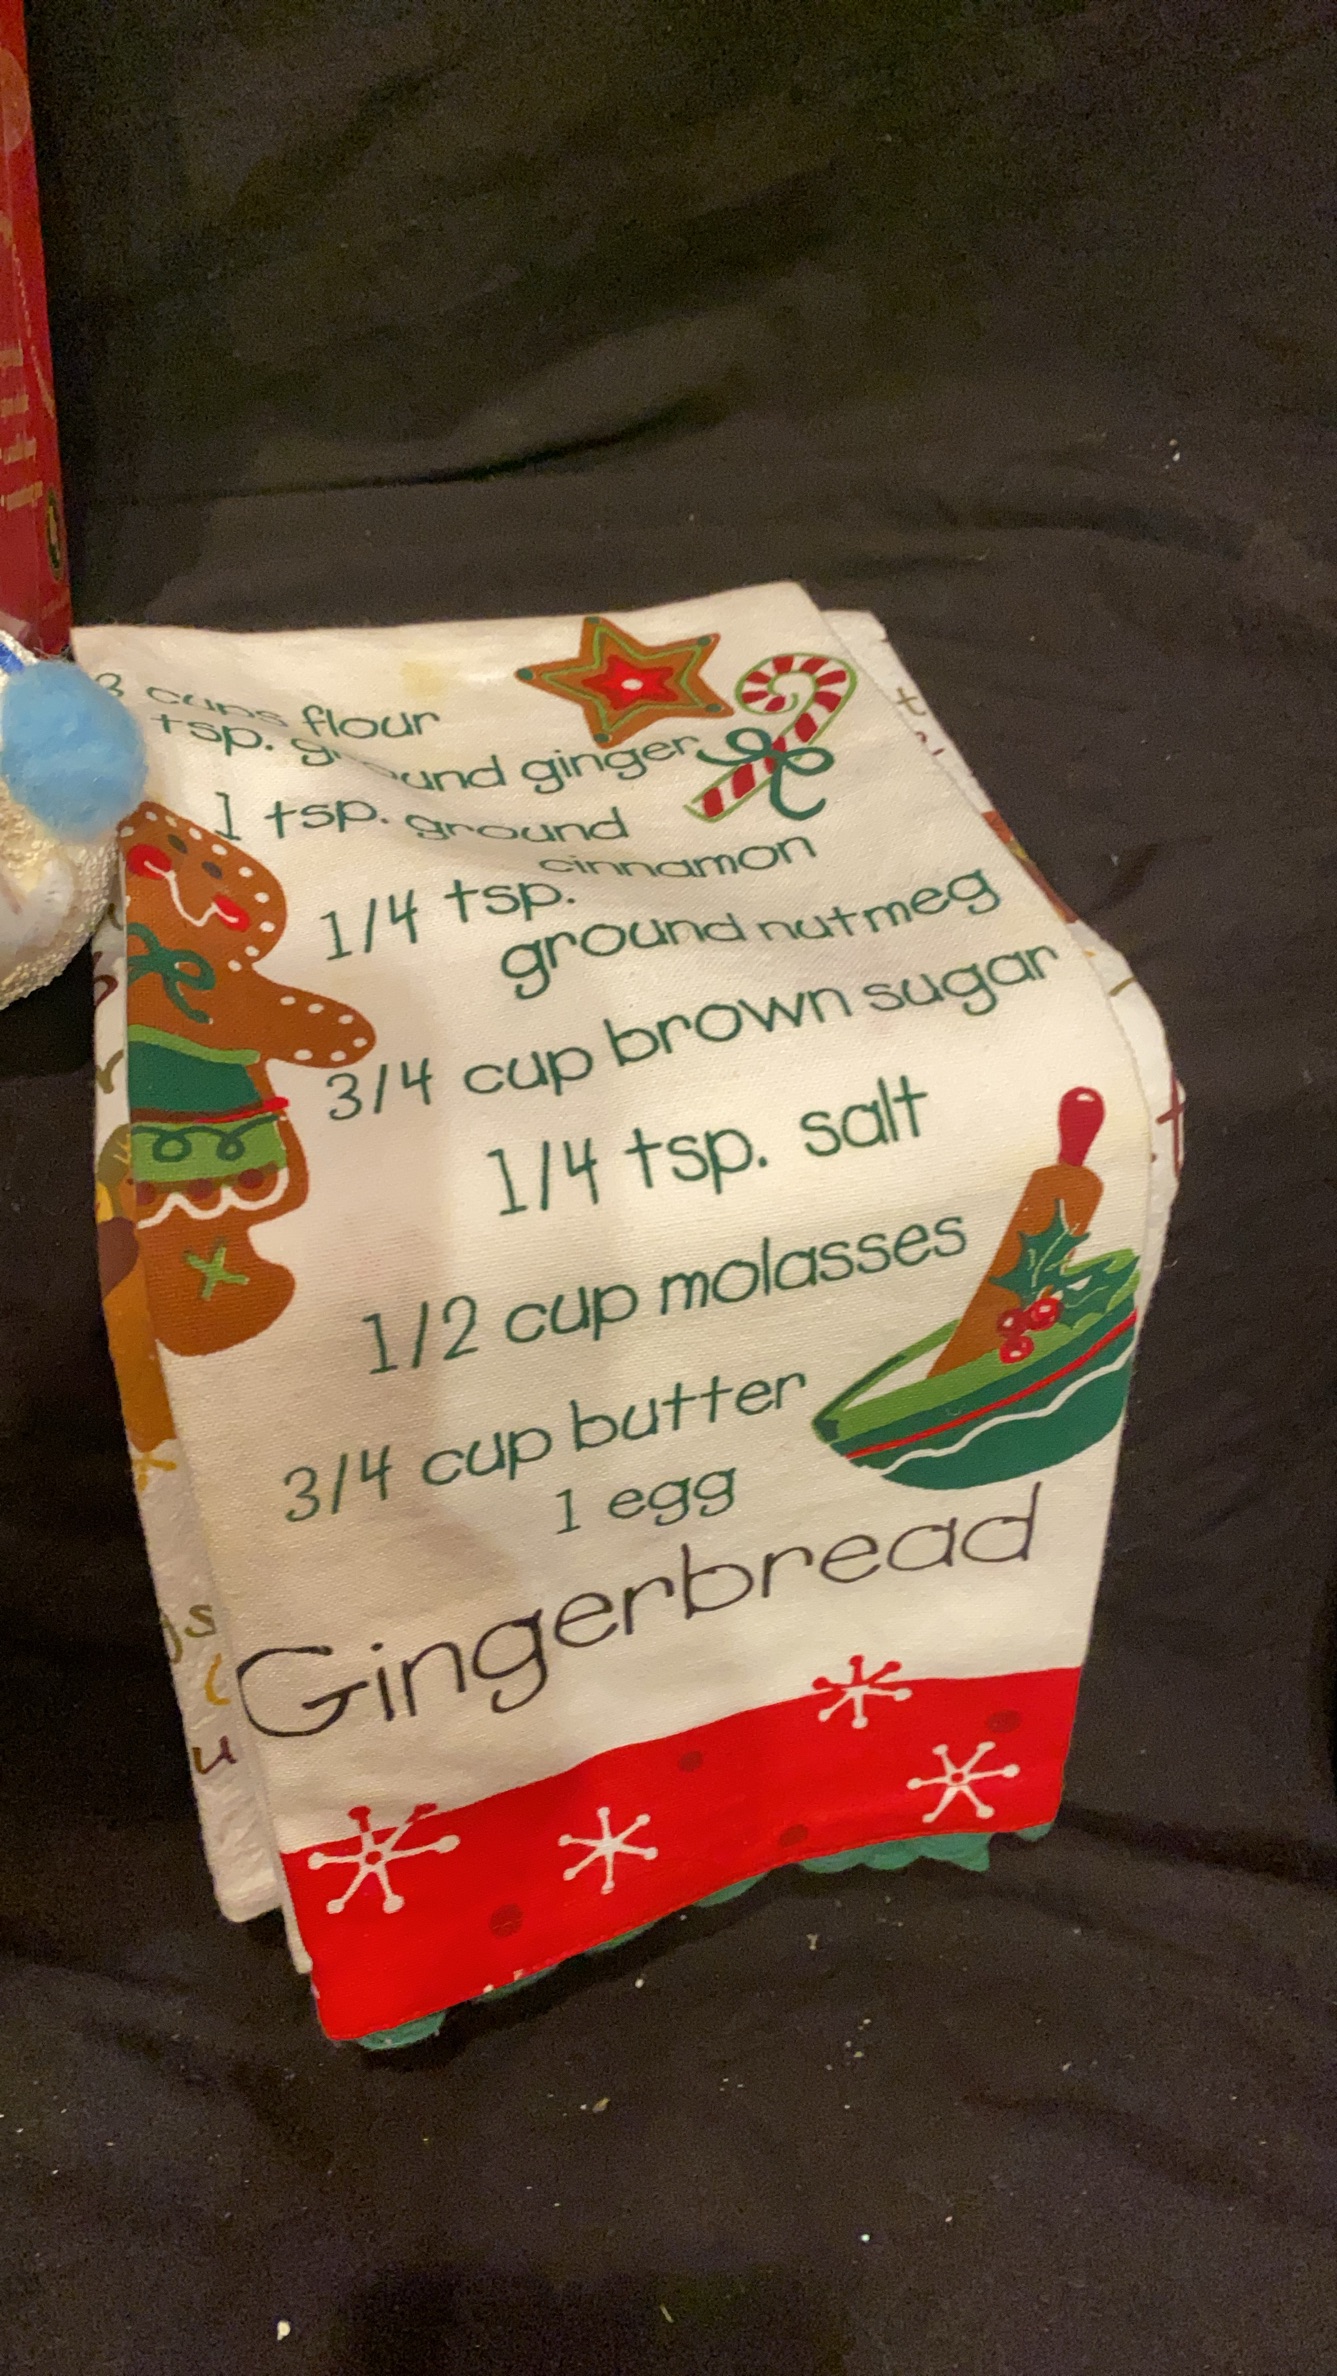 3 cups flour
tsp. ground ginger
1 tsp. ground
cinnamon
1/4 tsp.
ground nutmeg
3/4 cup brown sugar
1/4 tsp. salt
1/2 cup molasses
3/4 cup butter
1 egg
Gingerbread